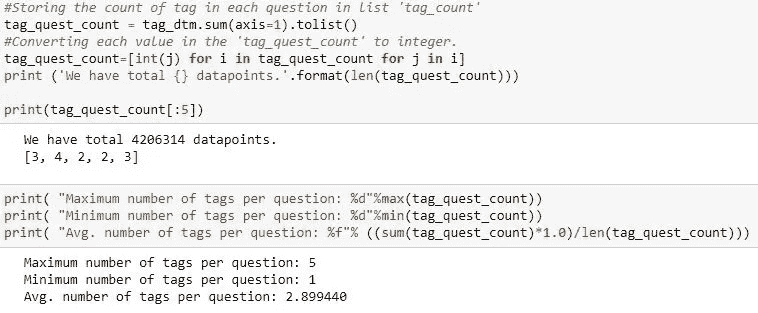 #Storing the count of tag in each question in list 'tag_count'
tag_quest_count = tag_dtm.sum(axis=1).tolist()
#Converting each value in the 'tag_quest_count' to integer.
tag_quest_count=[int(j) for i in tag_quest_count for j in i]
print ('We have total {} datapoints.'.format(len(tag_quest_count)))
print(tag_quest_count[:5])
We have total 4206314 datapoints.
[3, 4, 2, 2, 3]
print( "Maximum number of tags per question: %d"%max(tag_quest_count))
print( "Minimum number of tags per question: %d"%min(tag_quest_count))
print( "Avg. number of tags per question: %f"% ((sum(tag_quest_count)*1.0)/len(tag_quest_count)))
Maximum number of tags per question: 5
Minimum number of tags per question: 1
Avg. number of tags per question: 2.899440